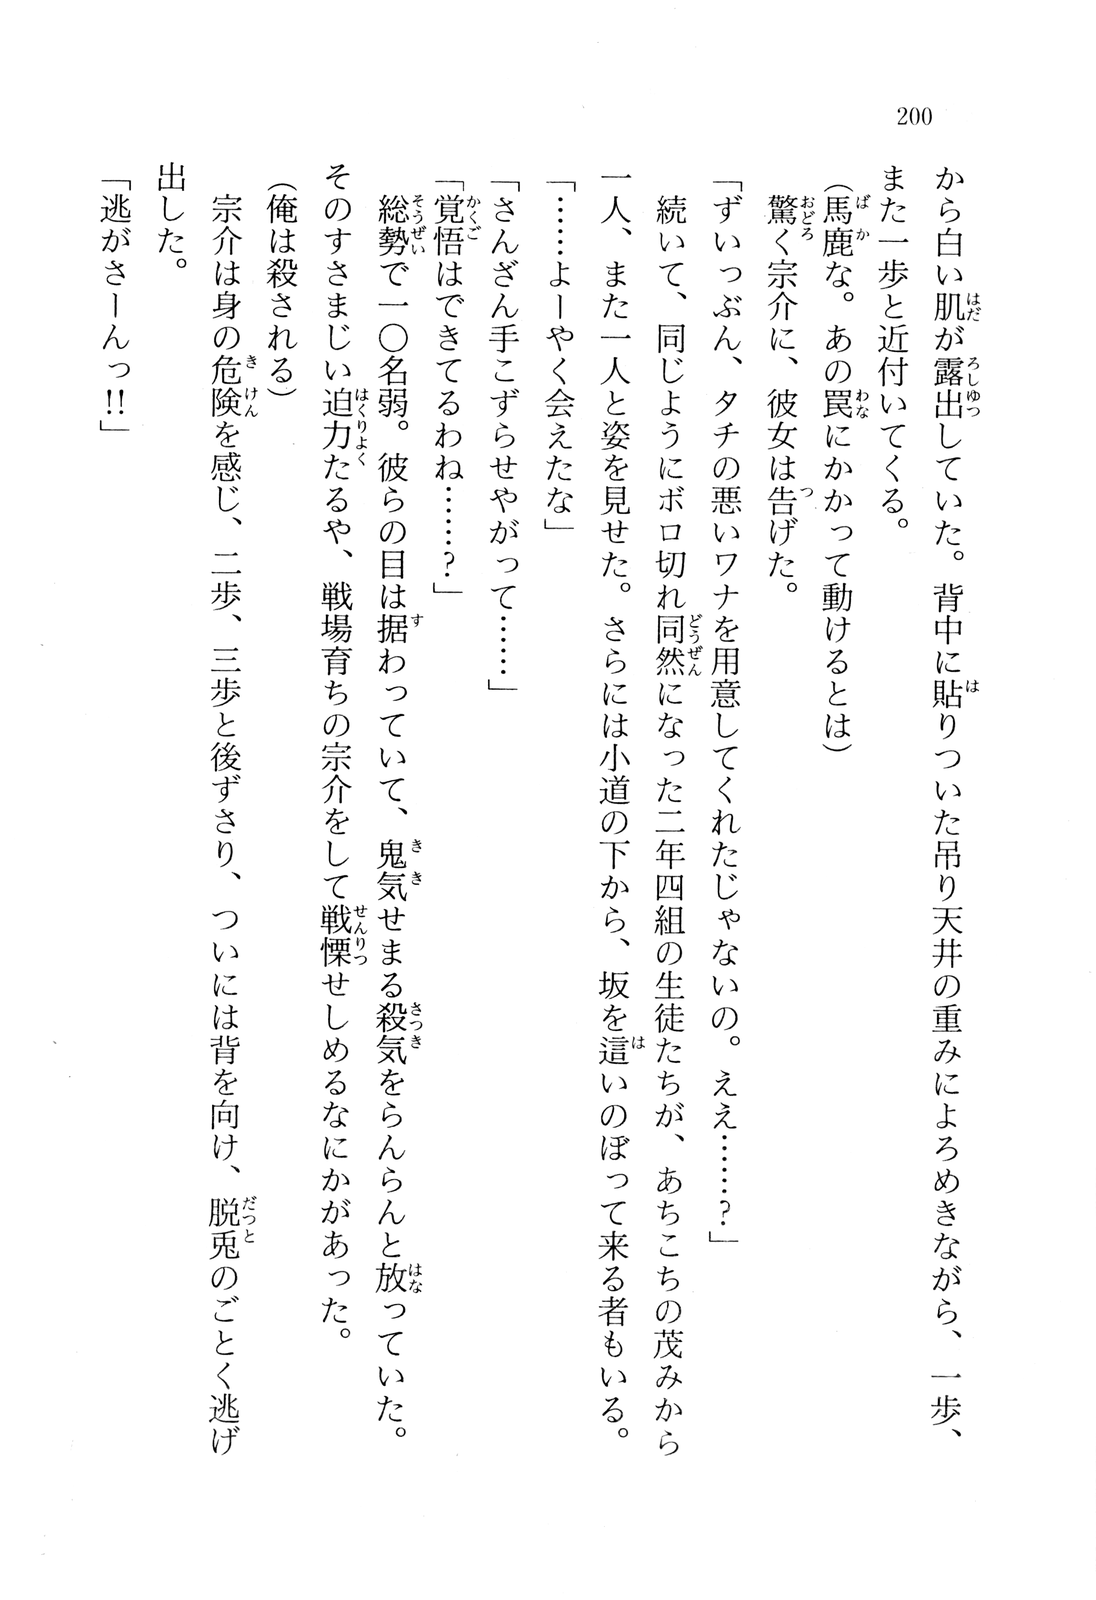 200
から白い肌が露出していた。背中に貼りついた吊り天井の重みによろめきながら、一歩、
また一歩と近付いてくる。
(馬鹿な。あの罠にかかって動けるとは)
驚く宗介に、彼女は告げた。
「ずいっぶん、タチの悪いワナを用意してくれたじゃないの。ええ……?」
続いて、同じようにボロ切れ同然になった二年四組の生徒たちが、あちこちの茂みから
一人、また一人と姿を見せた。さらには小道の下から、坂を這いのぼって来る者もいる。
「……よーやく会えたな」
「さんざん手こずらせやがって……」
「覚悟はできてるわね……?」
総勢で一〇名弱。彼らの目は据わっていて、鬼気せまる殺気をらんらんと放っていた。
そのすさまじい迫力たるや、戦場育ちの宗介をして戦慄せしめるなにかがあった。
(俺は殺される)
宗介は身の危険を感じ、二歩、三歩と後ずさり、ついには背を向け、脱兎のごとく逃げ
出した。
「逃がさーんっ!!」